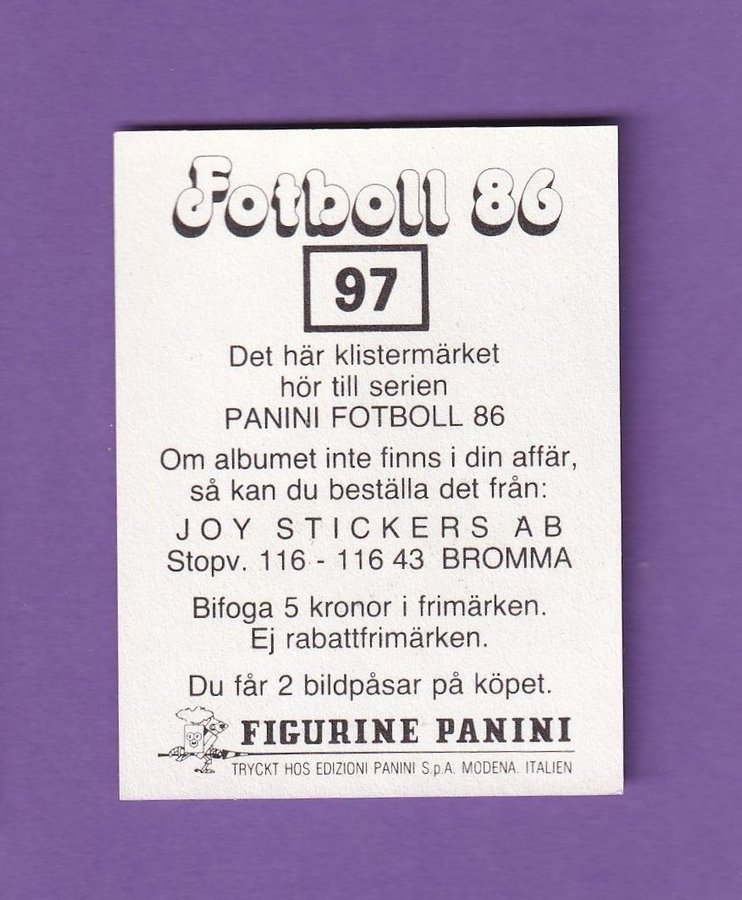 Fotboll 86
97
Det här klistermärket
hör till serien
PANINI FOTBOLL 86
Om albumet inte finns i din affär,
så kan du beställa det från:
JOY STICKERS AB
Stopv. 116 - 116 43 BROMMA
Bifoga 5 kronor i frimärken.
Ej rabattfrimärken.
Du får 2 bildpåsar på köpet.
FIGURINE PANINI
TRYCKT HOS EDIZIONI PANINI S.p.A. MODENA. ITALIEN